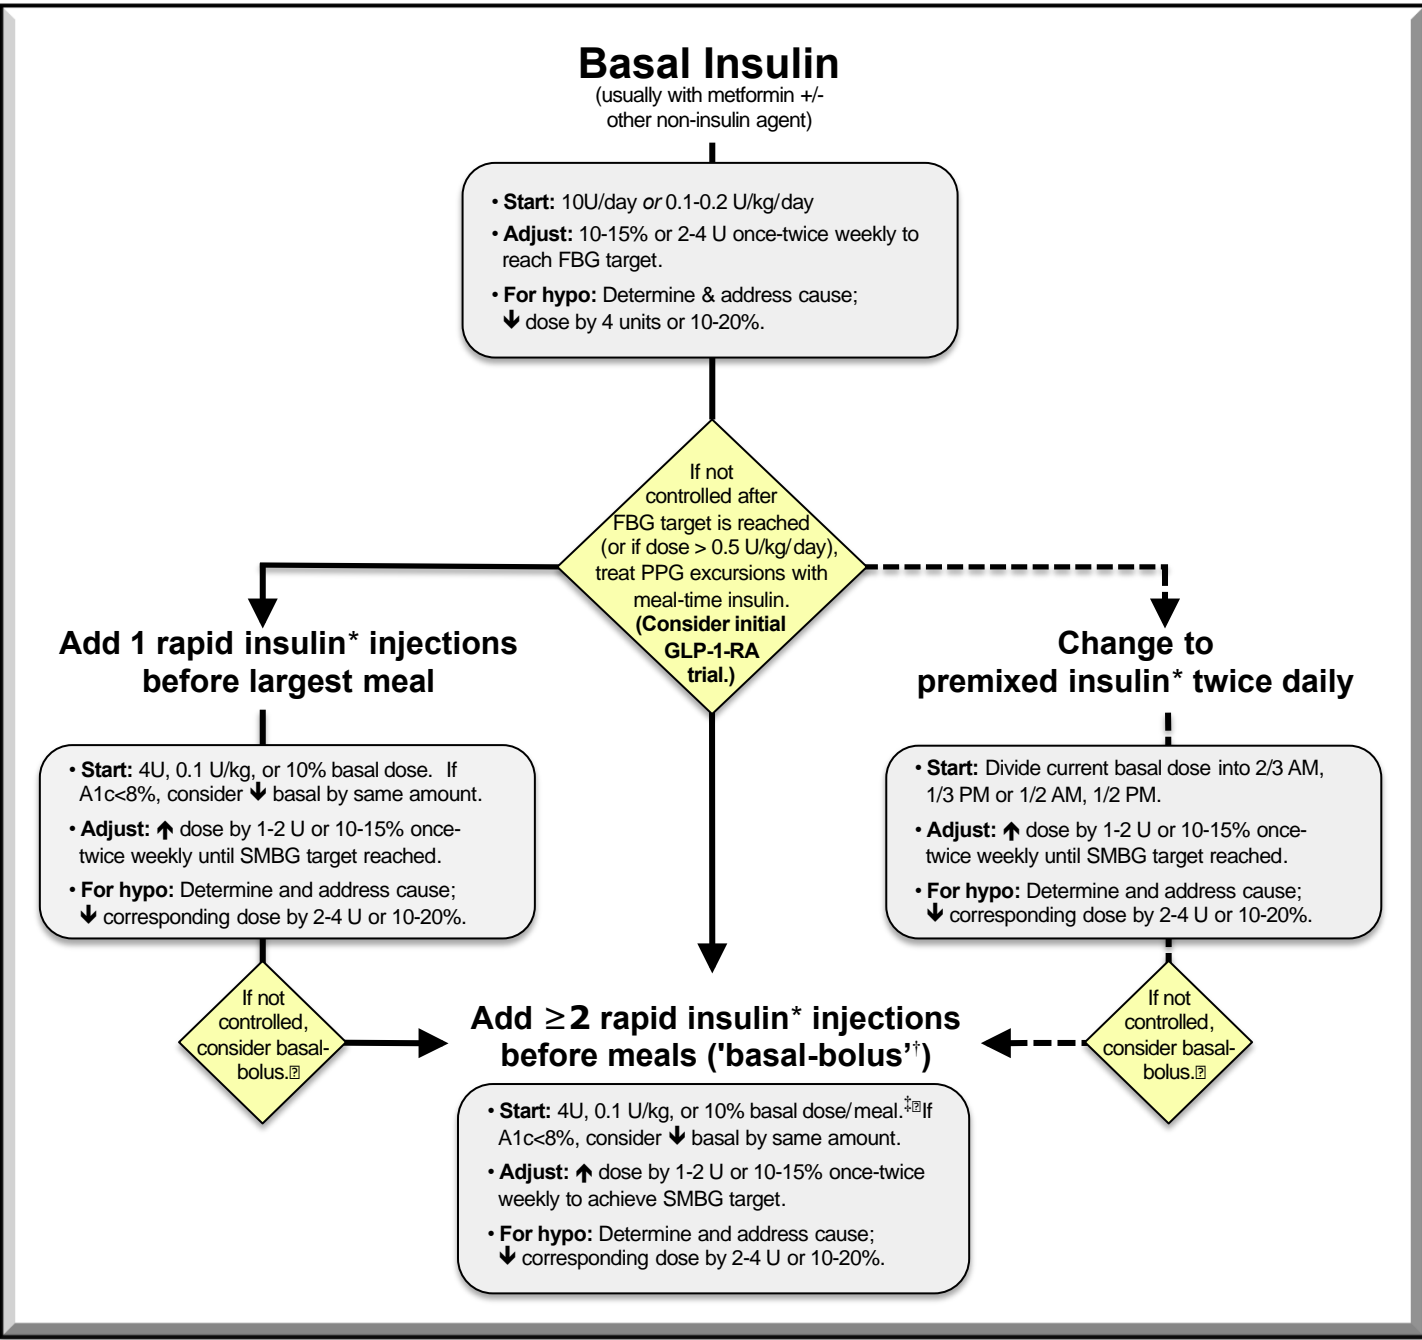 Basal Insulin
(usually with metformin +/-
other non-insulin agent)
• Start: 10U/day or 0.1-0.2 U/kg/day
• Adjust: 10-15% or 2-4 U once-twice weekly to
reach FBG target.
• For hypo: Determine & address cause;
🡳 dose by 4 units or 10-20%.
If not
controlled after
FBG target is reached
(or if dose > 0.5 U/kg/day),
treat PPG excursions with
meal-time insulin.
(Consider initial
GLP-1-RA
trial.)
Add 1 rapid insulin* injections
before largest meal
• Start: 4U, 0.1 U/kg, or 10% basal dose. If
A1c<8%, consider 🡳 basal by same amount.
• Adjust: 🡱 dose by 1-2 U or 10-15% once-
twice weekly until SMBG target reached.
• For hypo: Determine and address cause;
🡳 corresponding dose by 2-4 U or 10-20%.
If not
controlled,
consider basal-
bolus.
Change to
premixed insulin* twice daily
• Start: Divide current basal dose into 2/3 AM,
1/3 PM or 1/2 AM, 1/2 PM.
• Adjust: 🡱 dose by 1-2 U or 10-15% once-
twice weekly until SMBG target reached.
• For hypo: Determine and address cause;
🡳 corresponding dose by 2-4 U or 10-20%.
If not
controlled,
consider basal-
bolus.
Add ≥2 rapid insulin* injections
before meals ('basal-bolus’†)
• Start: 4U, 0.1 U/kg, or 10% basal dose/meal.‡ If
A1c<8%, consider 🡳 basal by same amount.
• Adjust: 🡱 dose by 1-2 U or 10-15% once-twice
weekly to achieve SMBG target.
• For hypo: Determine and address cause;
🡳 corresponding dose by 2-4 U or 10-20%.